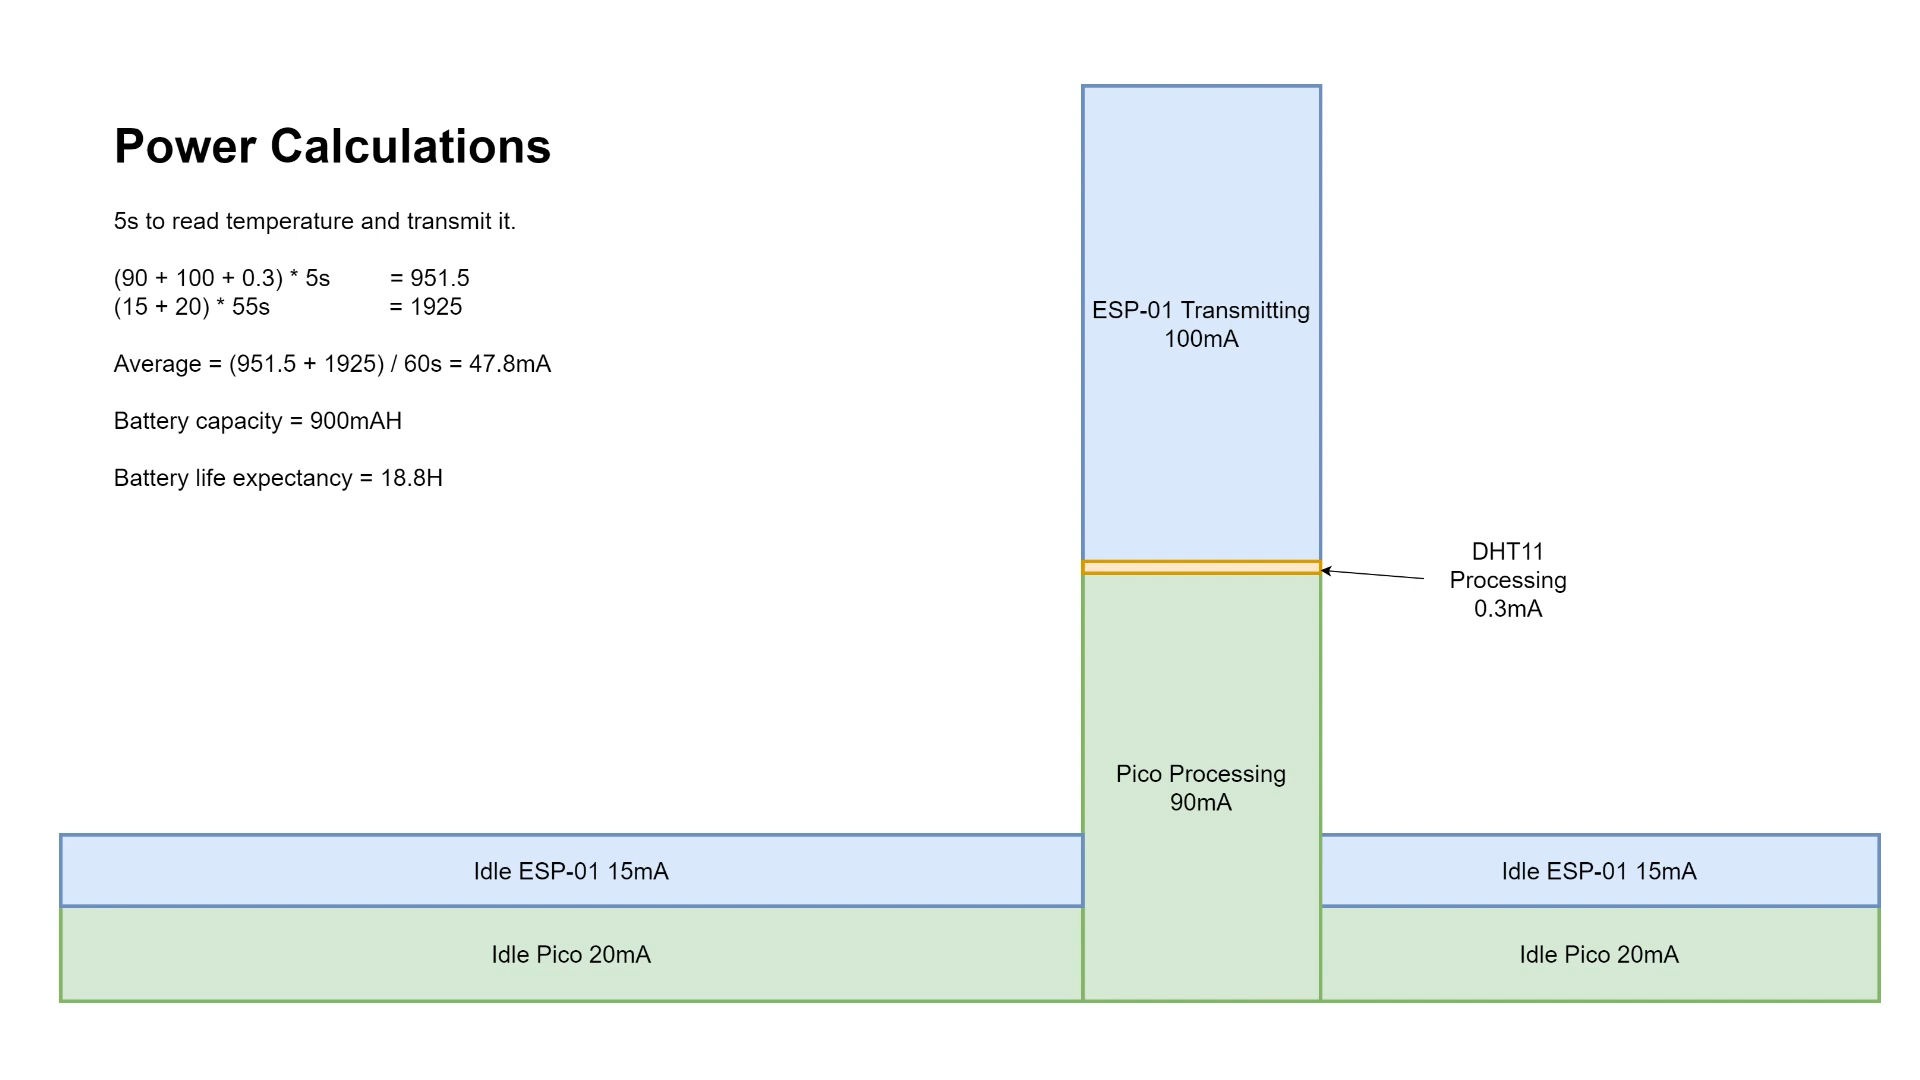 Power Calculations
5s to read temperature and transmit it.
(90 + 100 + 0.3) * 5s = 951.5
(15 + 20) * 55s = 1925
Average = (951.5 + 1925) / 60s = 47.8mA
Battery capacity = 900mAH
Battery life expectancy = 18.8H
ESP-01 Transmitting
100mA
DHT11
Processing
0.3mA
Pico Processing
90mA
Idle ESP-01 15mA
Idle ESP-01 15mA
Idle Pico 20mA
Idle Pico 20mA